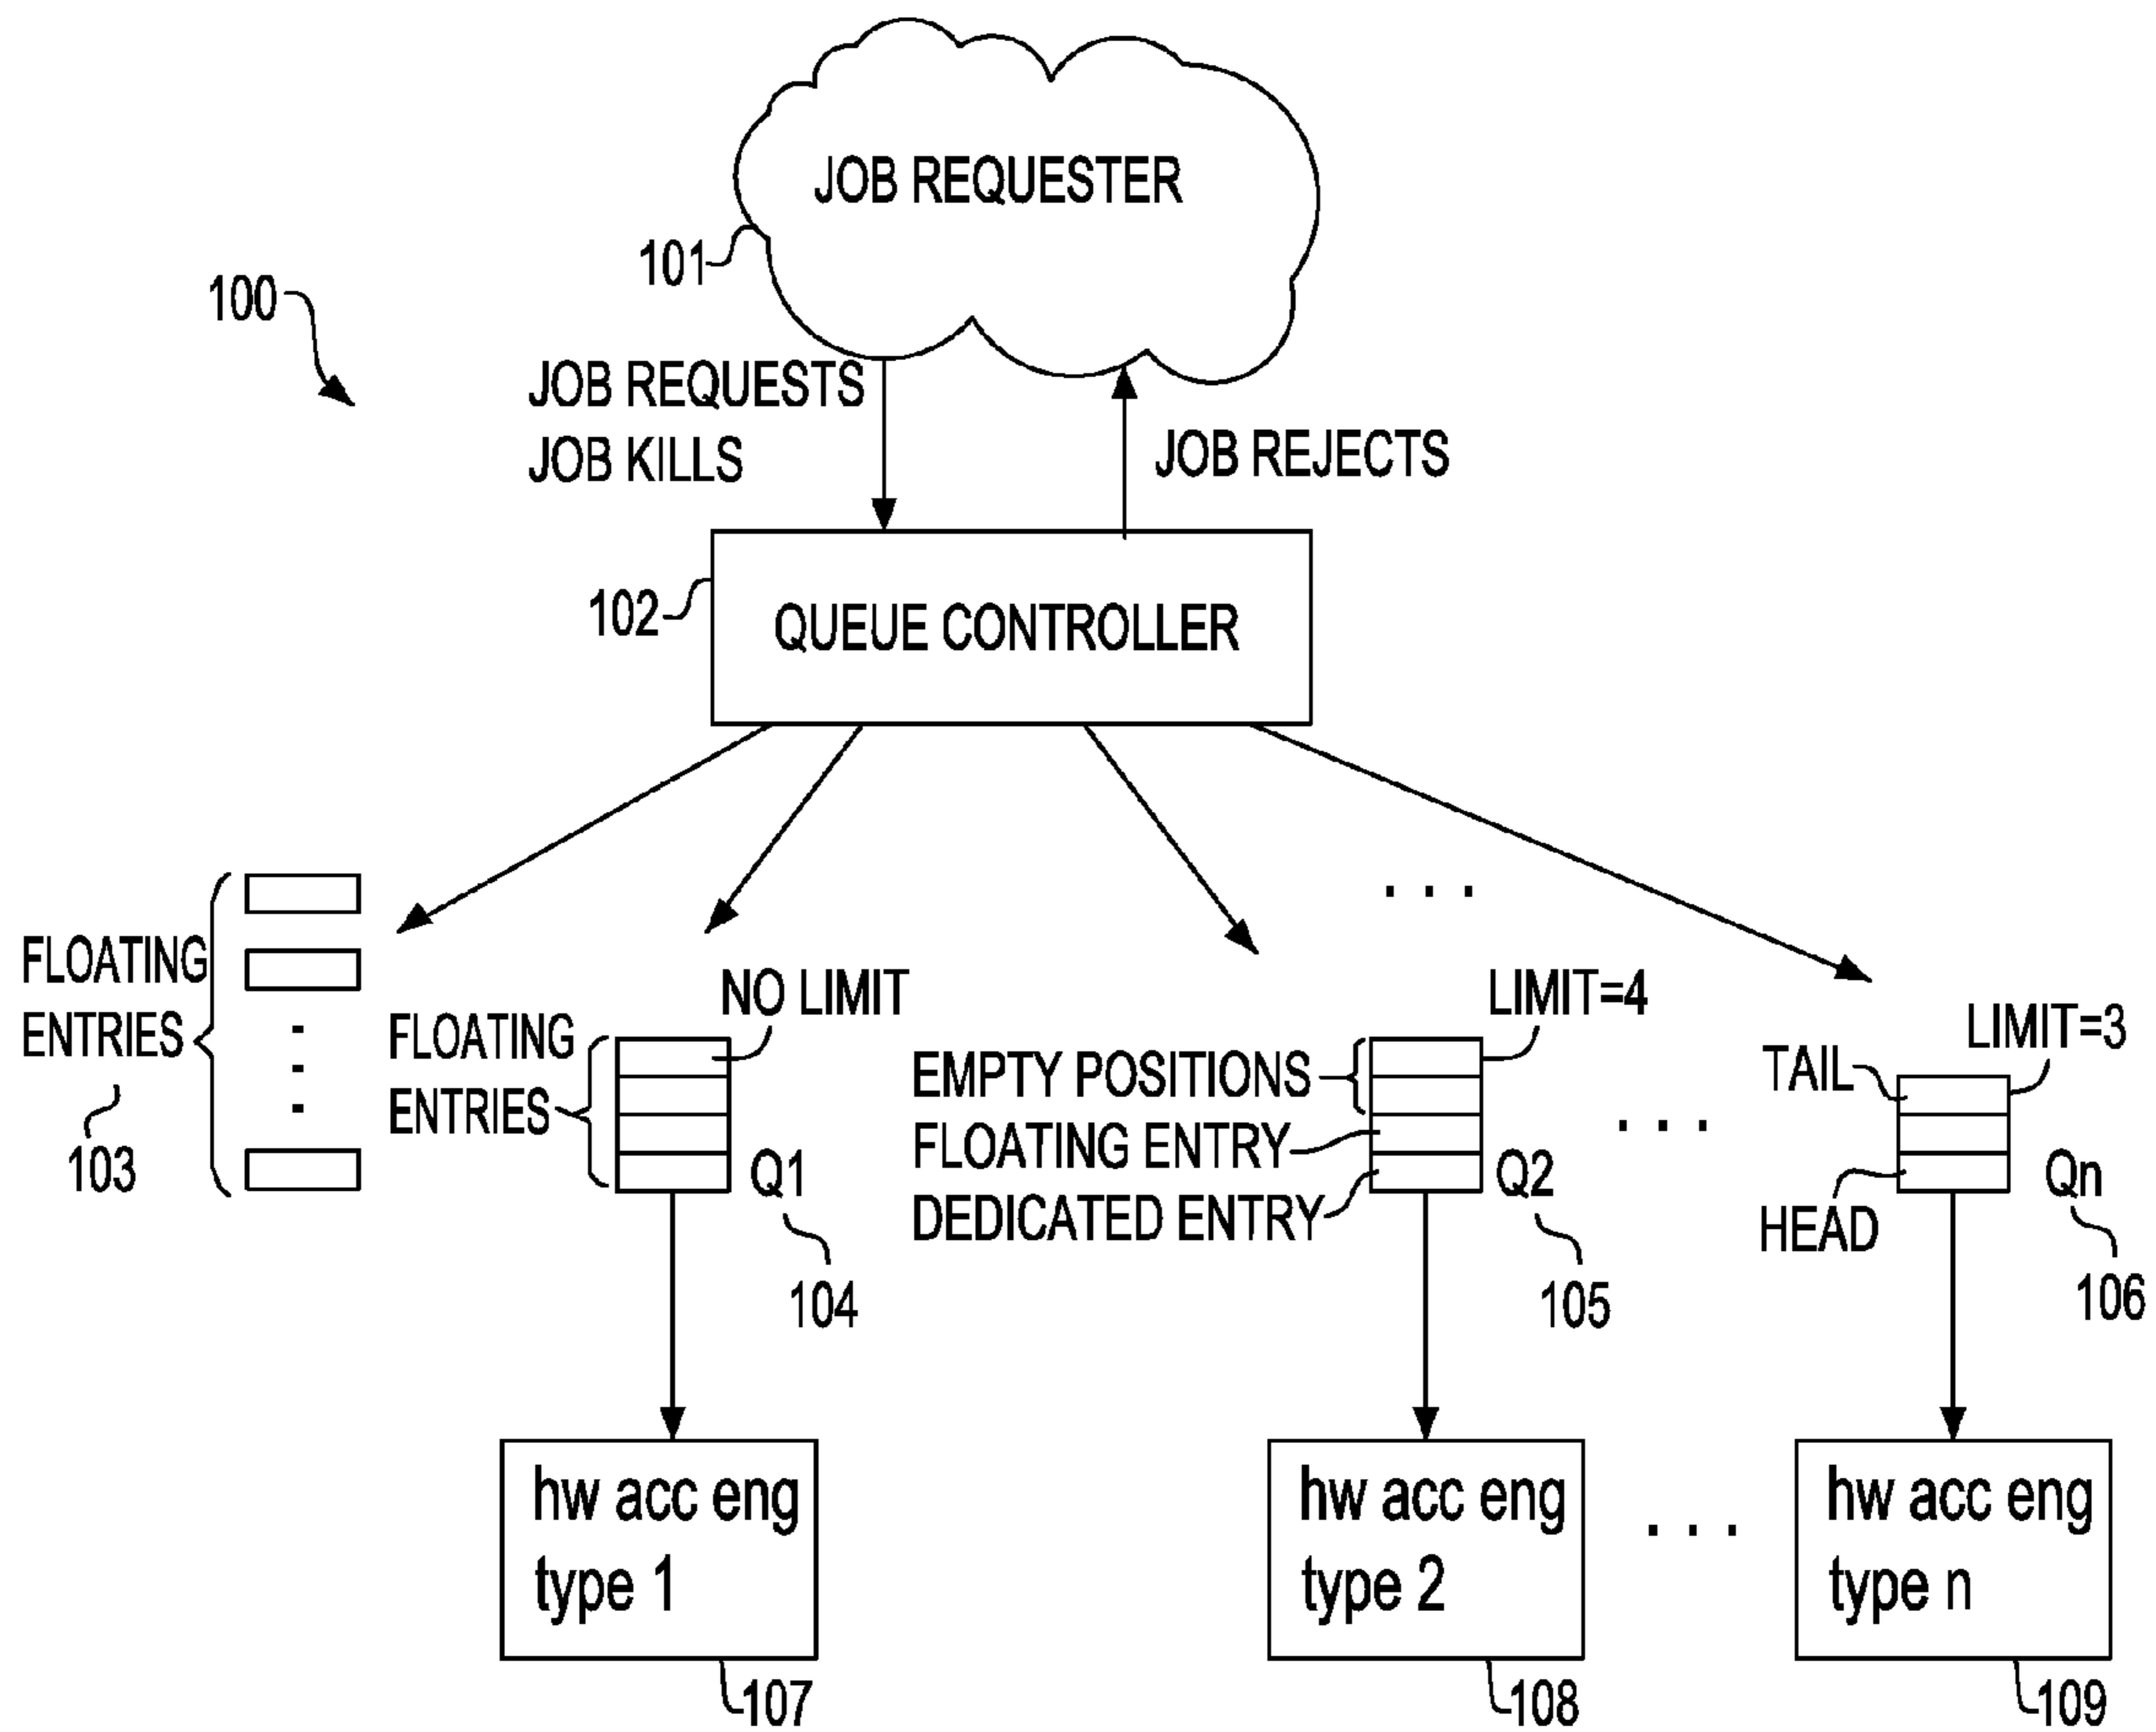 JOB REQUESTER
101
100
JOB REQUESTS
JOB KILLS
JOB REJECTS
102
QUEUE CONTROLLER
. . .
FLOATING
ENTRIES
103
FLOATING
ENTRIES
NO LIMIT
Q1
104
LIMIT=4
EMPTY POSITIONS
FLOATING ENTRY
DEDICATED ENTRY
Q2
105
. . .
LIMIT=3
TAIL
HEAD
Qn
106
hw acc eng
type 1
107
hw acc eng
type 2
108
. . .
hw acc eng
type n
109